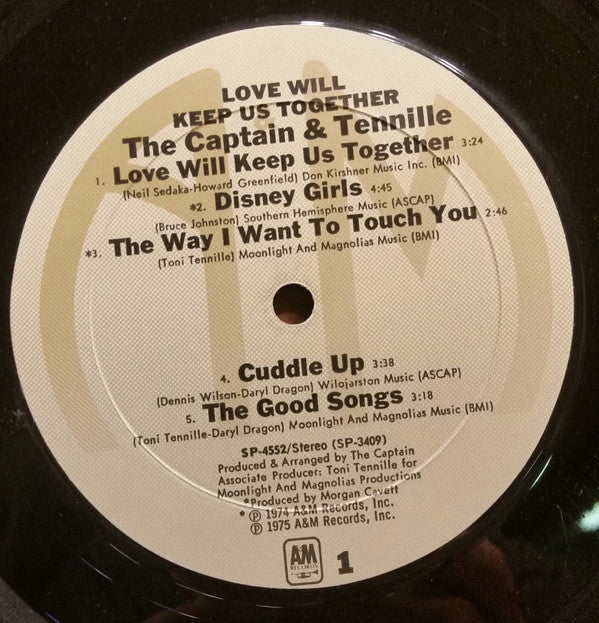 LOVE WILL
KEEP US TOGETHER
The Captain & Tennille
1. Love Will Keep Us Together 3:24
(Neil Sedaka-Howard Greenfield) Don Kirshner Music Inc. (BMI)
*2. Disney Girls 4:45
(Bruce Johnston) Southern Hemisphere Music (ASCAP)
*3. The Way I Want To Touch You 2:46
(Toni Tennille) Moonlight And Magnolias Music (BMI)
4. Cuddle Up 3:38
(Dennis Wilson-Daryl Dragon) Wilojarston Music (ASCAP)
5. The Good Songs 3:18
(Toni Tennille-Daryl Dragon) Moonlight And Magnolias Music (BMI)
SP-4552/Stereo (SP-3409)
Produced & Arranged by The Captain
Associate Producer: Toni Tennille for
Moonlight and Magnolias Productions
*Produced by Morgan Cavett
* ℗ 1974 A&M Records, Inc.
℗ 1975 A&M Records, Inc.
A&M
RECORDS
1